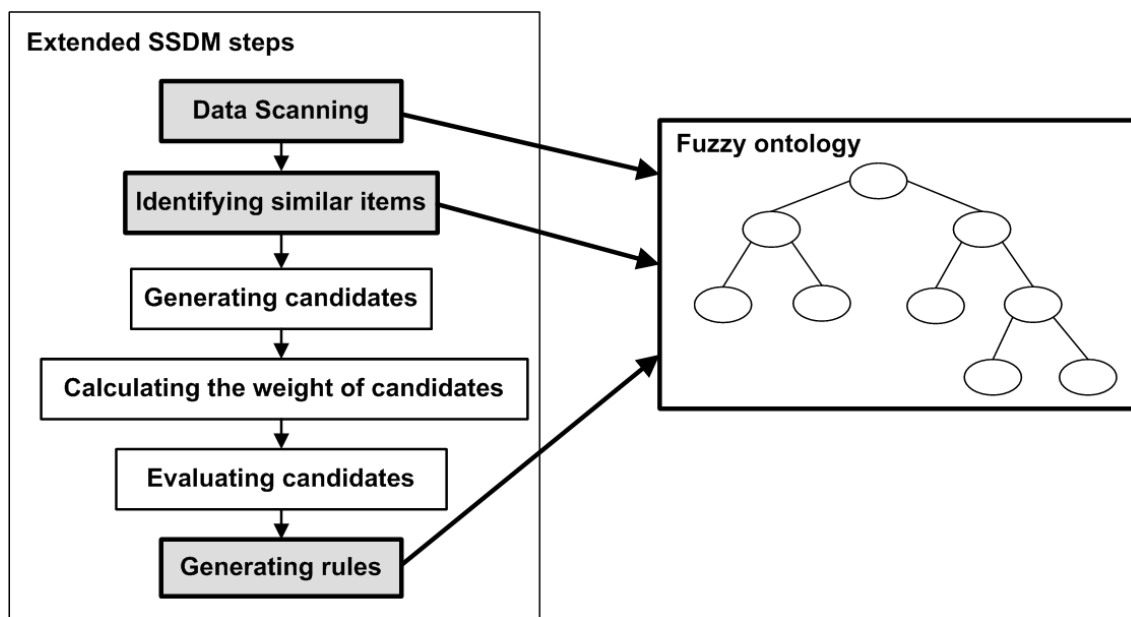 Extended SSDM steps
Data Scanning
Identifying similar items
Generating candidates
Calculating the weight of candidates
Evaluating candidates
Generating rules
Fuzzy ontology